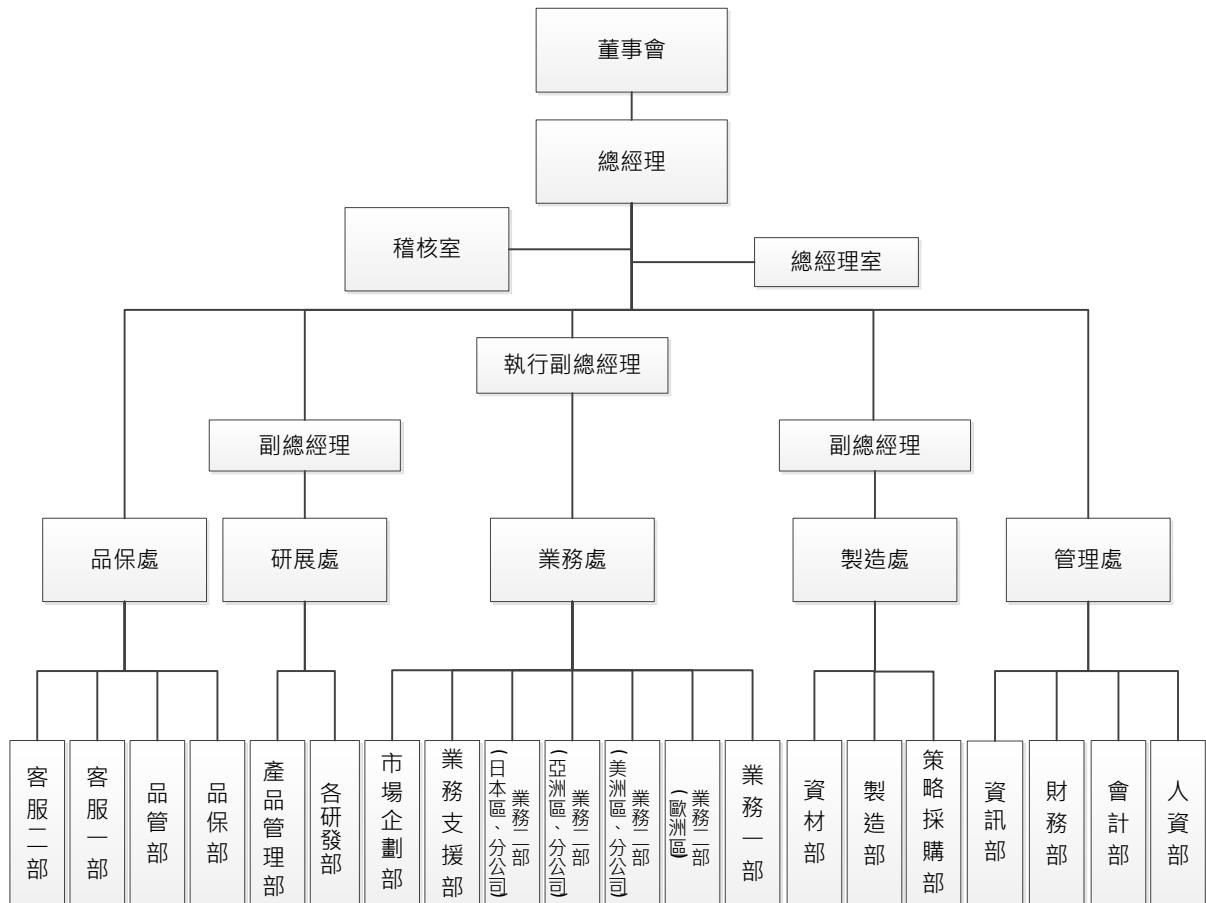 董事會
總經理
稽核室
總經理室
執行副總經理
副總經理
副總經理
品保處
研展處
業務處
製造處
管理處
客服二部
客服一部
品管部
品保部
產品管理部
各研發部
市場企劃部
業務支援部
業務二部
(日本區、分公司)
業務二部
(亞洲區、分公司)
業務二部
(美洲區、分公司)
業務二部
(歐洲區)
業務一部
資材部
製造部
策略採購部
資訊部
財務部
會計部
人資部